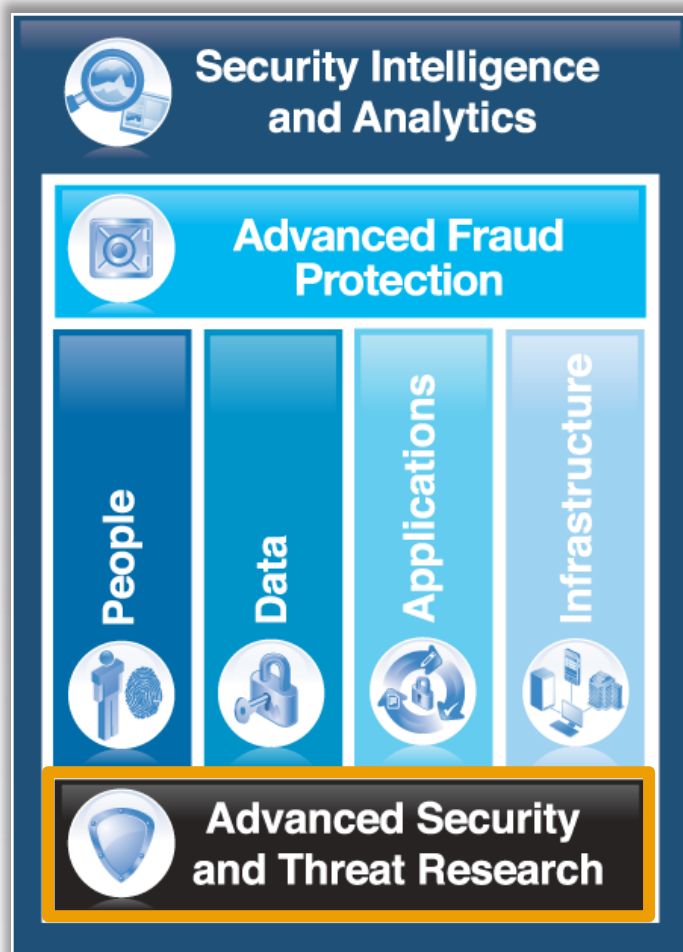 Security Intelligence
and Analytics
Advanced Fraud
Protection
People
Data
Applications
Infrastructure
Advanced Security
and Threat Research